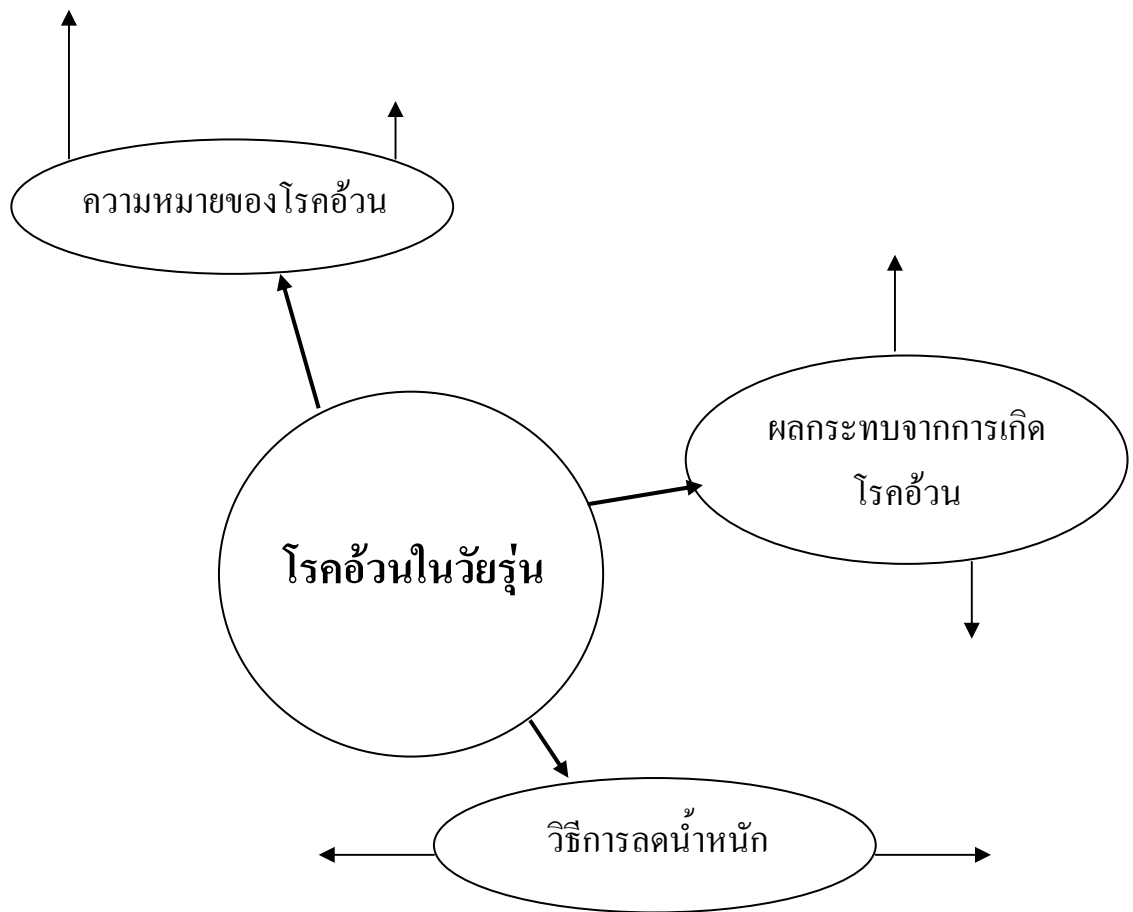 ความหมายของโรคอ้วน
ผลกระทบจากการเกิด
โรคอ้วน
โรคอ้วนในวัยรุ่น
วิธีการลดน้ำหนัก